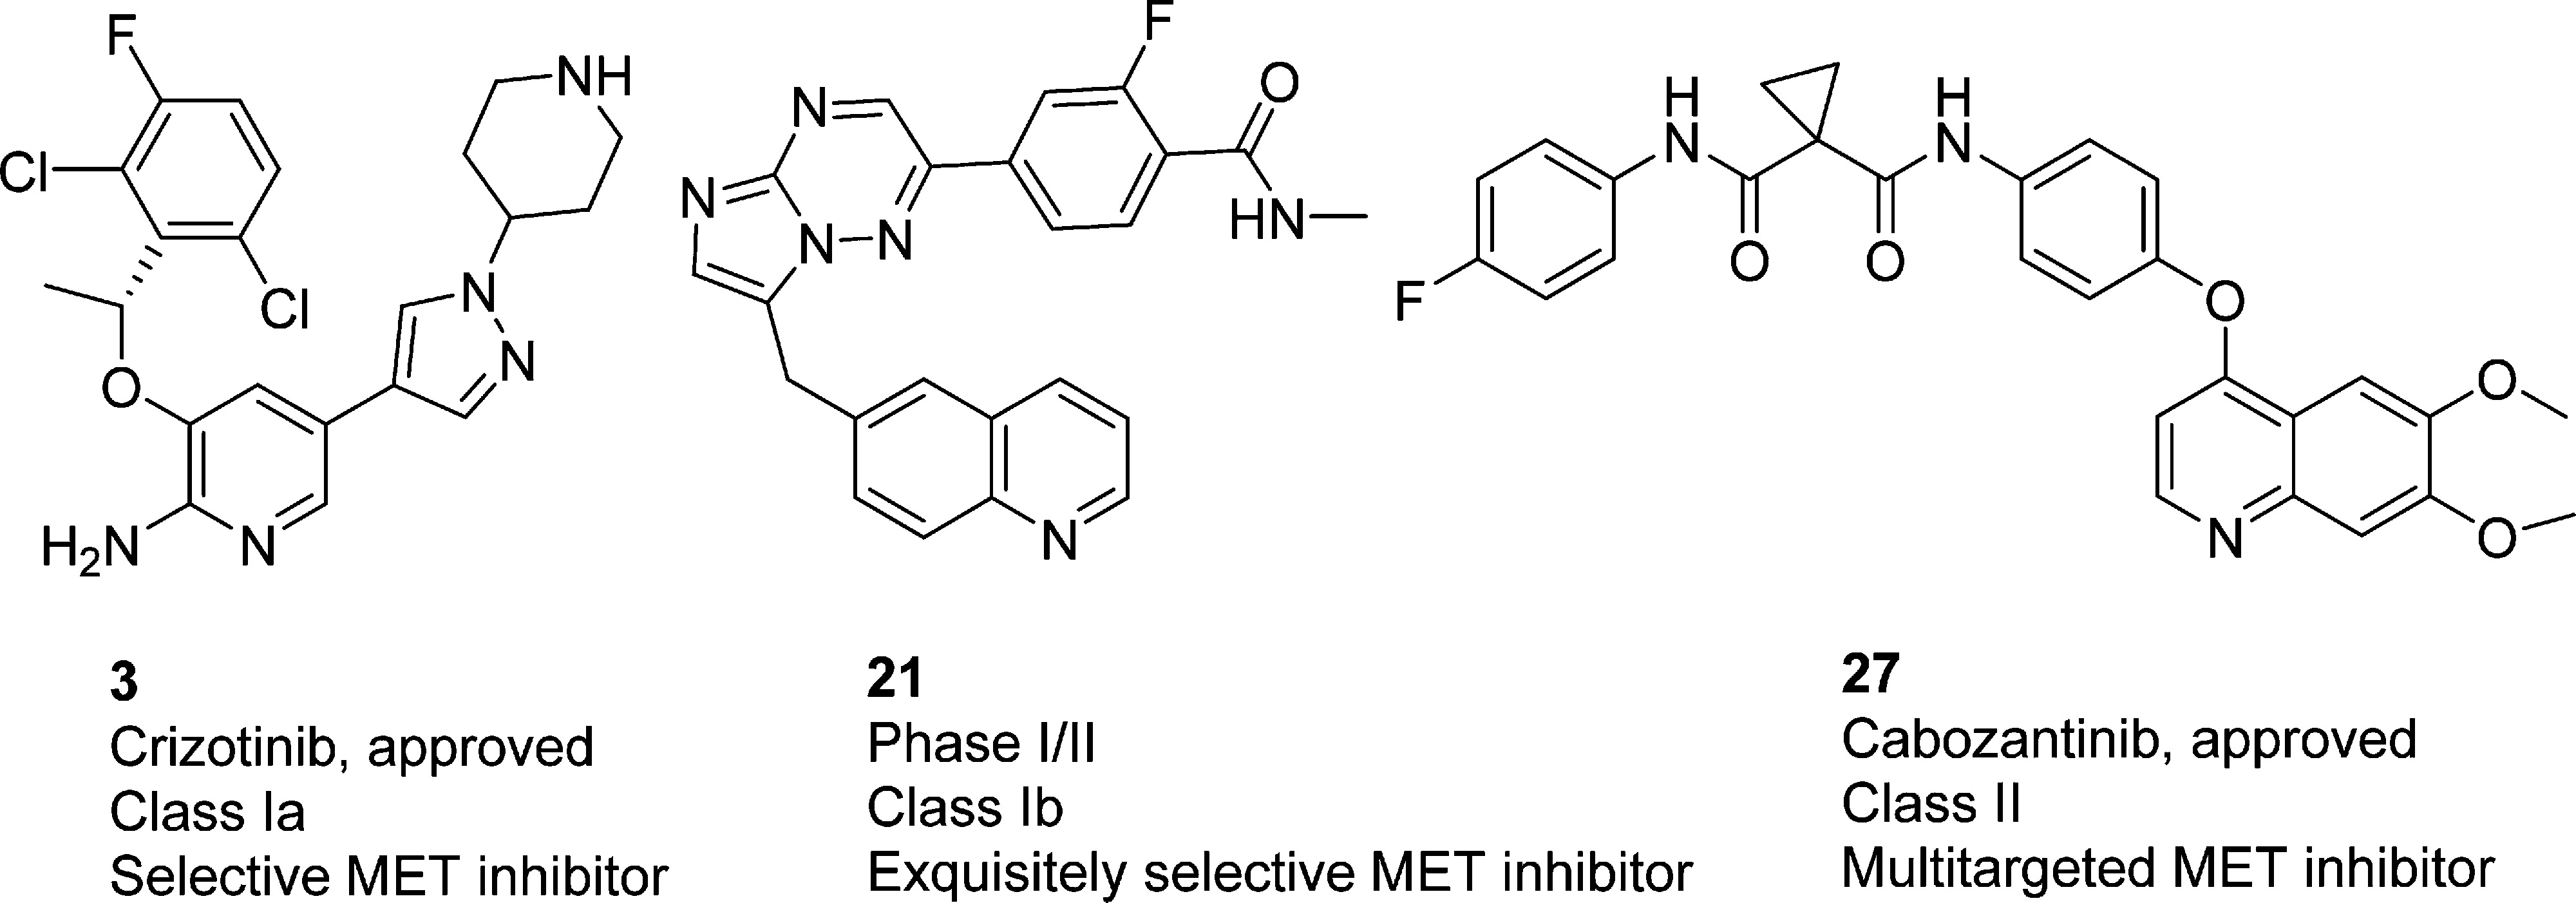 F
Cl
Cl
O
H2N
N
N
N
NH
N
N
N
N
F
O
HN
N
F
H
N
O
O
H
N
O
O
O
N
3
Crizotinib, approved
Class Ia
Selective MET inhibitor
21
Phase I/II
Class Ib
Exquisitely selective MET inhibitor
27
Cabozantinib, approved
Class II
Multitargeted MET inhibitor